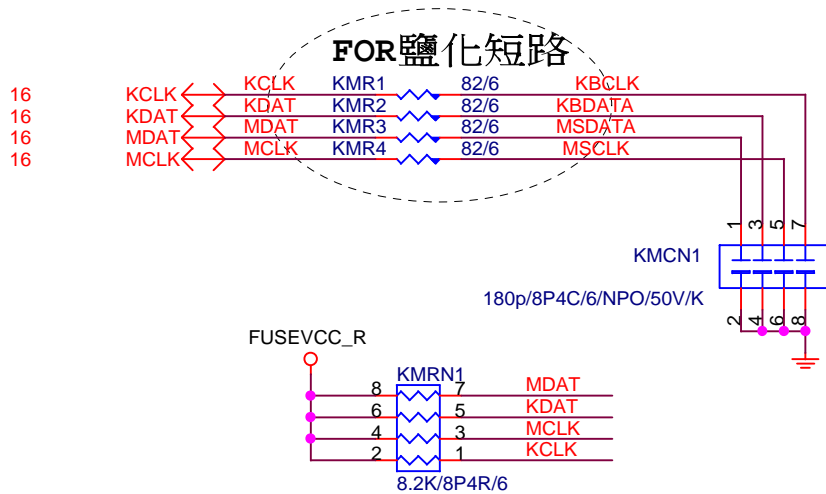 FOR鹽化短路
16 KCLK KCLK KMR1 82/6 KBCLK
16 KDAT KDAT KMR2 82/6 KBDATA
16 MDAT MDAT KMR3 82/6 MSDATA
16 MCLK MCLK KMR4 82/6 MSCLK
1 3 5 7
KMCN1
180p/8P4C/6/NPO/50V/K
2 4 6 8
FUSEVCC_R
KMRN1
8 7 MDAT
6 5 KDAT
4 3 MCLK
2 1 KCLK
8.2K/8P4R/6